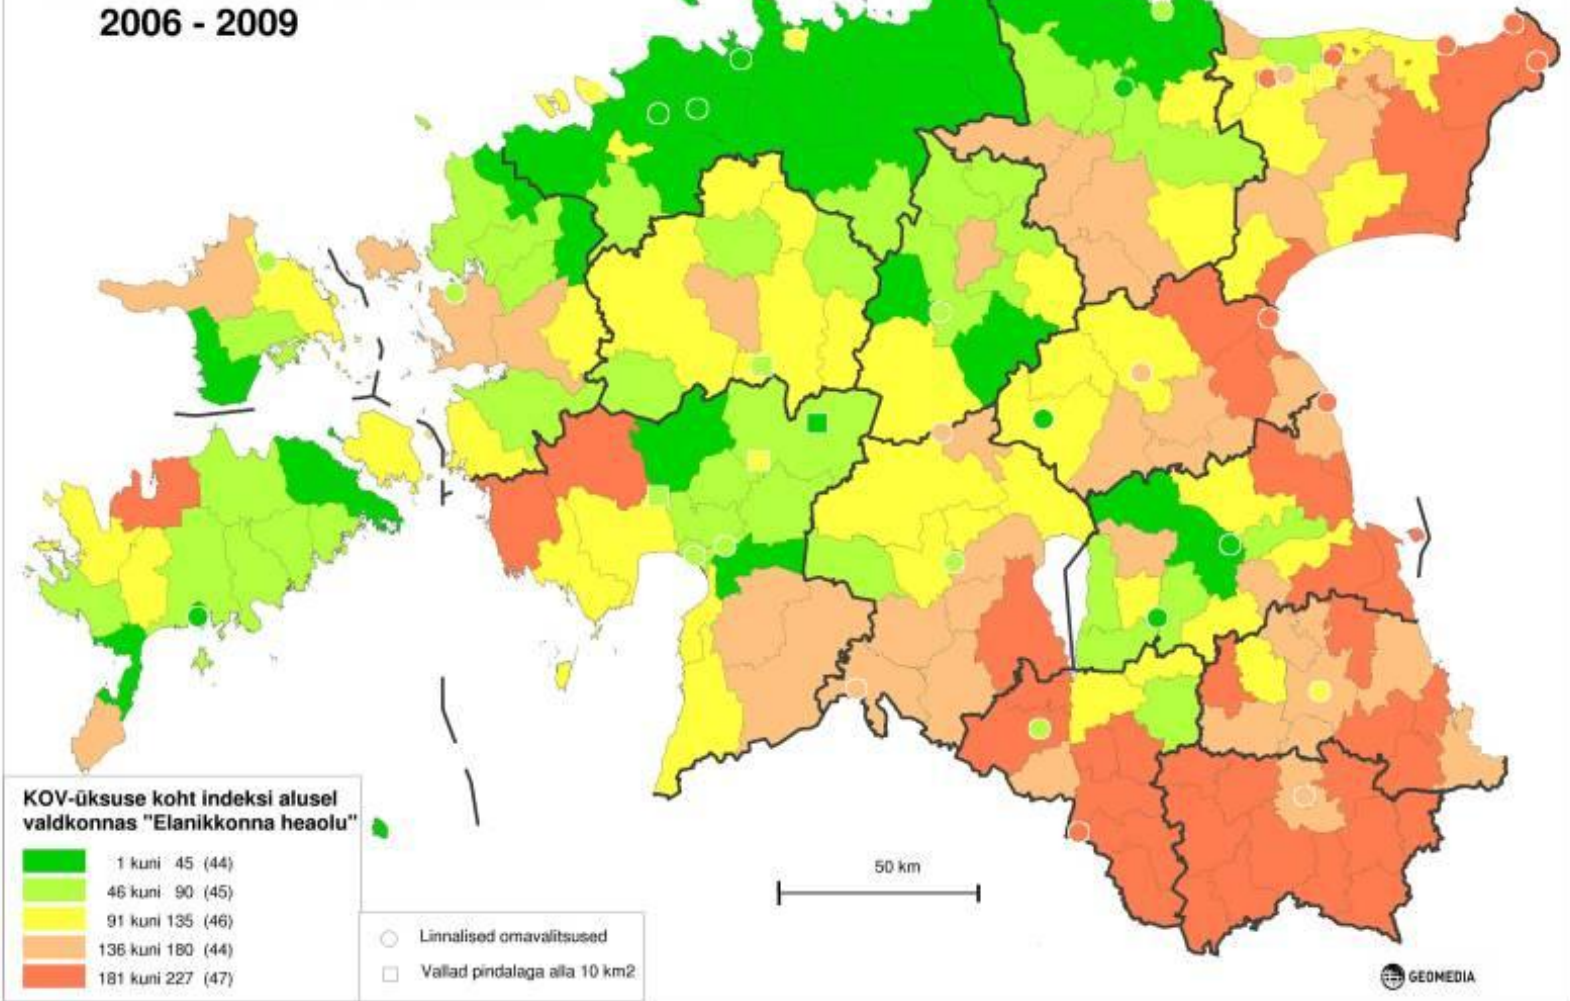 2006 - 2009
KOV-üksuse koht indeksi alusel
valdkonnas "Elanikkonna heaolu"
1 kuni 45 (44)
46 kuni 90 (45)
91 kuni 135 (46)
136 kuni 180 (44)
181 kuni 227 (47)
Linnalised omavalitsused
Vallad pindalaga alla 10 km2
50 km
GEOMEDIA